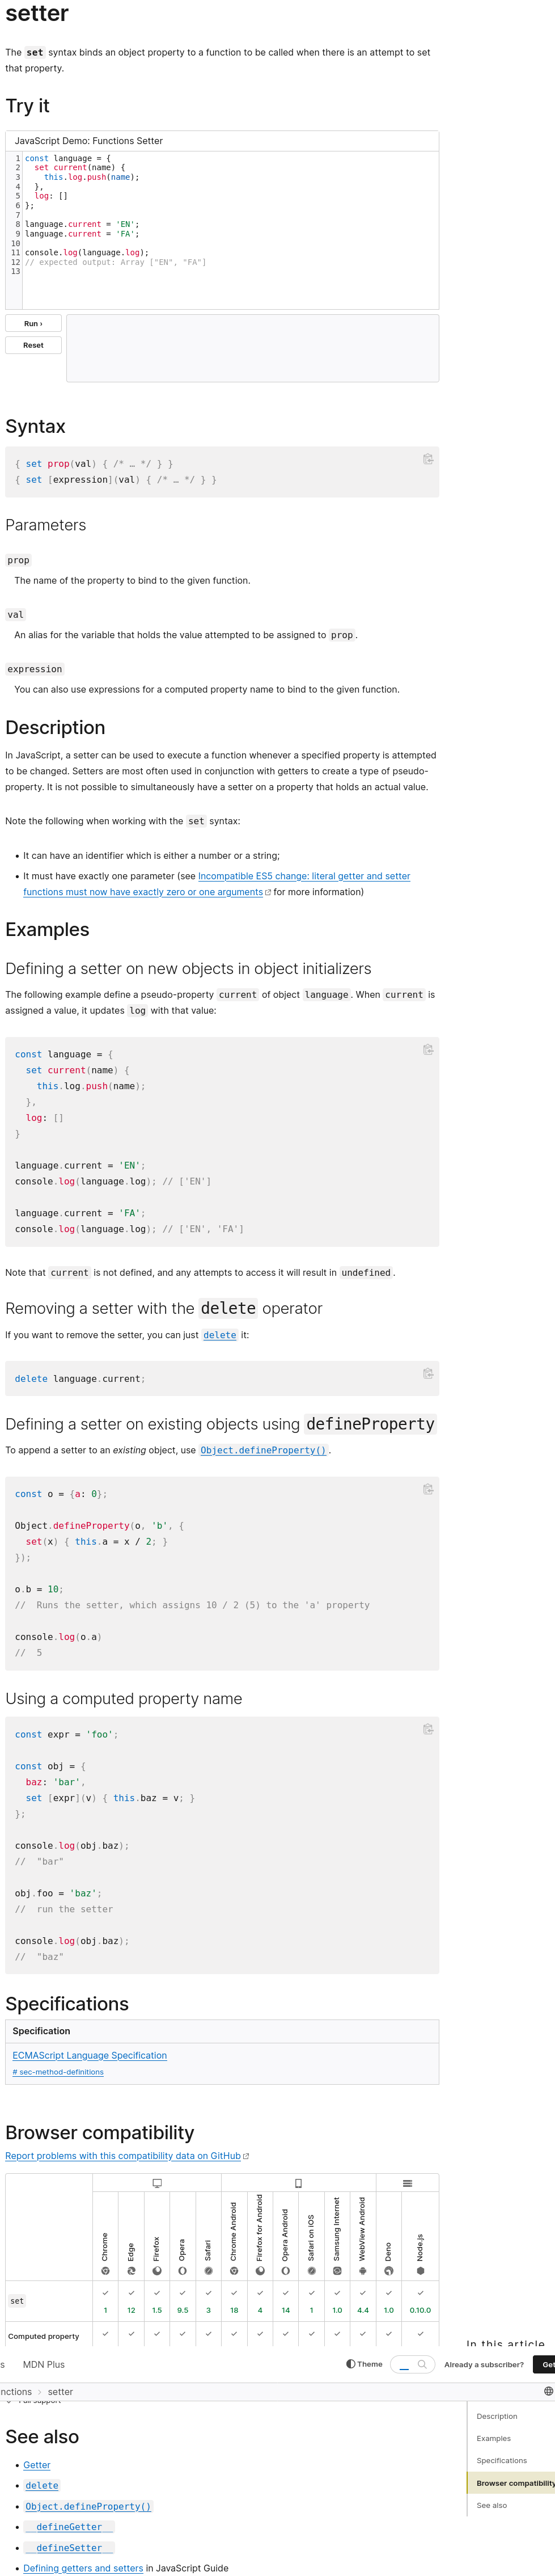 setter
The set syntax binds an object property to a function to be called when there is an attempt to set
that property.
Try it
JavaScript Demo: Functions Setter
1 const language = {
2   set current(name) {
3     this.log.push(name);
4   },
5   log: []
6 };
7
8 language.current = 'EN';
9 language.current = 'FA';
10
11 console.log(language.log);
12 // expected output: Array ["EN", "FA"]
13
Run ›
Reset
Syntax
{ set prop(val) { /* … */ } }
{ set [expression](val) { /* … */ } }
Parameters
prop
The name of the property to bind to the given function.
val
An alias for the variable that holds the value attempted to be assigned to prop.
expression
You can also use expressions for a computed property name to bind to the given function.
Description
In JavaScript, a setter can be used to execute a function whenever a specified property is attempted
to be changed. Setters are most often used in conjunction with getters to create a type of pseudo-
property. It is not possible to simultaneously have a setter on a property that holds an actual value.
Note the following when working with the set syntax:
• It can have an identifier which is either a number or a string;
• It must have exactly one parameter (see Incompatible ES5 change: literal getter and setter
functions must now have exactly zero or one arguments for more information)
Examples
Defining a setter on new objects in object initializers
The following example define a pseudo-property current of object language. When current is
assigned a value, it updates log with that value:
const language = {
  set current(name) {
    this.log.push(name);
  },
  log: []
}
language.current = 'EN';
console.log(language.log); // ['EN']
language.current = 'FA';
console.log(language.log); // ['EN', 'FA']
Note that current is not defined, and any attempts to access it will result in undefined.
Removing a setter with the delete operator
If you want to remove the setter, you can just delete it:
delete language.current;
Defining a setter on existing objects using defineProperty
To append a setter to an existing object, use Object.defineProperty().
const o = {a: 0};
Object.defineProperty(o, 'b', {
  set(x) { this.a = x / 2; }
});
o.b = 10;
//  Runs the setter, which assigns 10 / 2 (5) to the 'a' property
console.log(o.a)
//  5
Using a computed property name
const expr = 'foo';
const obj = {
  baz: 'bar',
  set [expr](v) { this.baz = v; }
};
console.log(obj.baz);
//  "bar"
obj.foo = 'baz';
//  run the setter
console.log(obj.baz);
//  "baz"
Specifications
Specification
ECMAScript Language Specification
# sec-method-definitions
Browser compatibility
Report problems with this compatibility data on GitHub
Chrome Edge Firefox Opera Safari Chrome Android Firefox for Android Opera Android Safari on iOS Samsung Internet WebView Android Deno Node.js
set ✓ ✓ ✓ ✓ ✓ ✓ ✓ ✓ ✓ ✓ ✓ ✓ ✓
1 12 1.5 9.5 3 18 4 14 1 1.0 4.4 1.0 0.10.0
Computed property ✓ ✓ ✓ ✓ ✓ ✓ ✓ ✓ ✓ ✓ ✓ ✓ ✓
In this article
s MDN Plus Theme Already a subscriber? Get
nctions > setter
See also
• Getter
• delete
• Object.defineProperty()
• __defineGetter__
• __defineSetter__
• Defining getters and setters in JavaScript Guide
Description
Examples
Specifications
Browser compatibility
See also